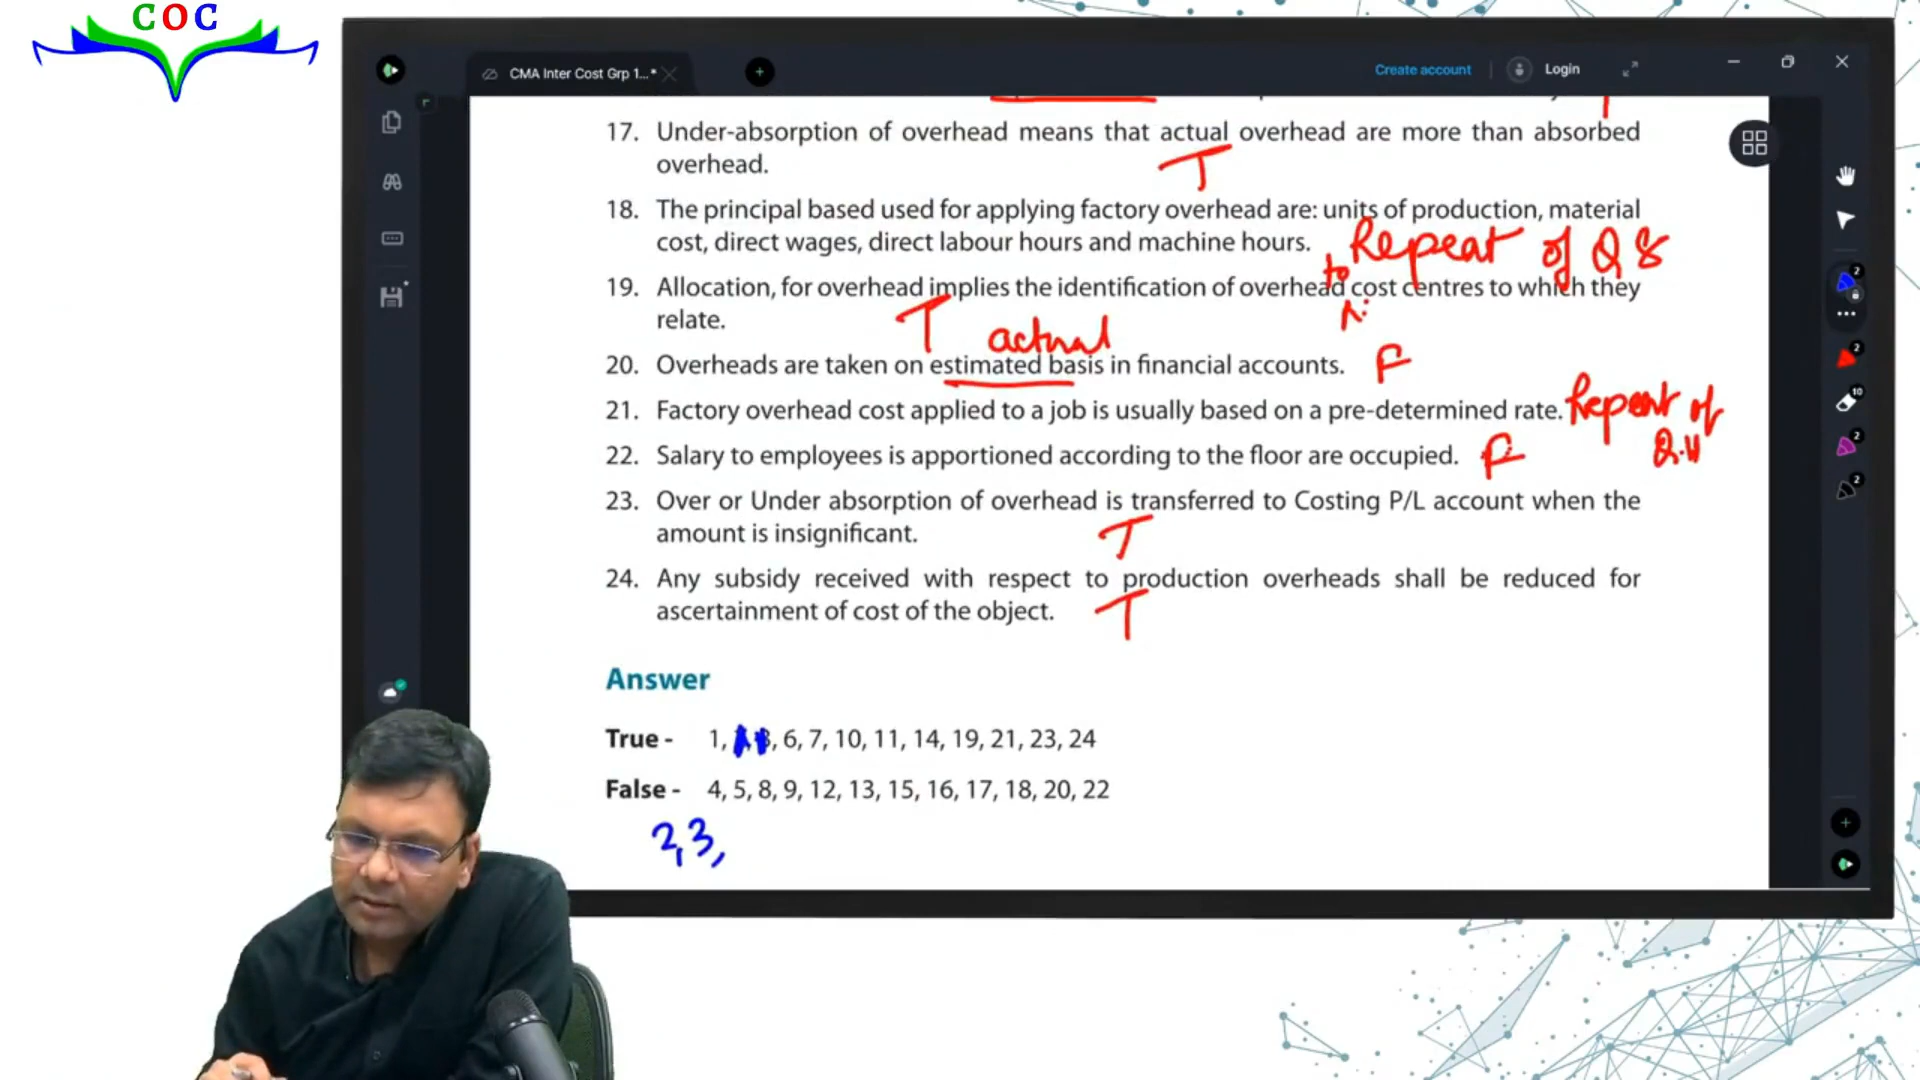 COC
CMA Inter Cost Grp 1...*
Create account
Login
17. Under-absorption of overhead means that actual overhead are more than absorbed
overhead.
T
18. The principal based used for applying factory overhead are: units of production, material
cost, direct wages, direct labour hours and machine hours.
Repeat of Q 8
to
19. Allocation, for overhead implies the identification of overhead cost centres to which they
relate.
T
actual
20. Overheads are taken on estimated basis in financial accounts. F
21. Factory overhead cost applied to a job is usually based on a pre-determined rate. Repeat of
Q.11
22. Salary to employees is apportioned according to the floor are occupied. F
23. Over or Under absorption of overhead is transferred to Costing P/L account when the
amount is insignificant. T
24. Any subsidy received with respect to production overheads shall be reduced for
ascertainment of cost of the object. T
Answer
True - 1, 6, 7, 10, 11, 14, 19, 21, 23, 24
False - 4, 5, 8, 9, 12, 13, 15, 16, 17, 18, 20, 22
2, 3,
2
2
10
2
2